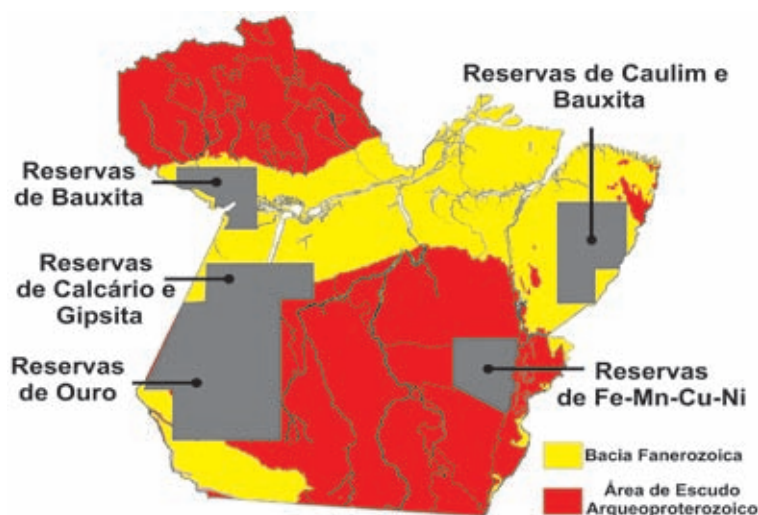 Reservas de Caulim e
Bauxita
Reservas
de Bauxita
Reservas
de Calcário e
Gipsita
Reservas
de Ouro
Reservas
de Fe-Mn-Cu-Ni
Bacia Fanerozoica
Área de Escudo
Arqueoproterozoico